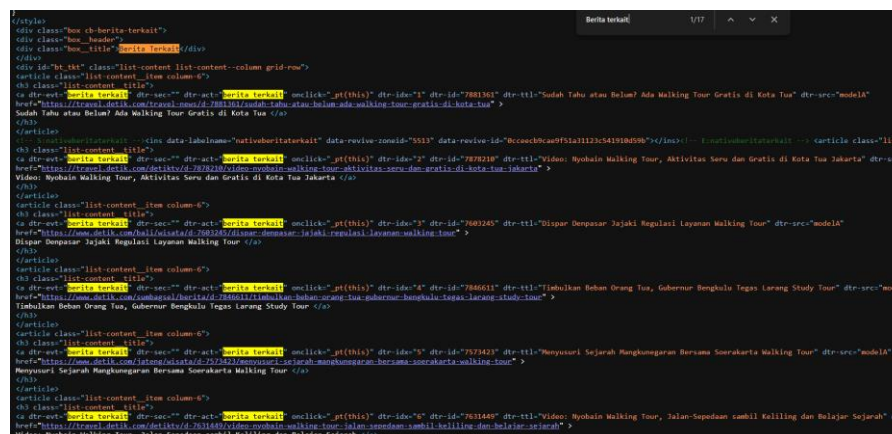 </style>
Berita terkait 1/17
<div class="box cb-berita-terkait">
<div class="box__header">
<div class="box__title">Berita Terkait</div>
</div>
<div id="bt_tkt" class="list-content list-content--column grid-row">
<article class="list-content__item column-6">
<h3 class="list-content__title">
<a dtr-evt="berita terkait" dtr-sec="" dtr-act="berita terkait" onclick="_pt(this)" dtr-idx="1" dtr-id="7881361" dtr-ttl="Sudah Tahu atau Belum? Ada Walking Tour Gratis di Kota Tua" dtr-src="modelA"
href="https://travel.detik.com/travel-news/d-7881361/sudah-tahu-atau-belum-ada-walking-tour-gratis-di-kota-tua" >
Sudah Tahu atau Belum? Ada Walking Tour Gratis di Kota Tua </a>
</h3>
</article>
<!-- S:nativeberitaterkait --><ins data-labelname="nativeberitaterkait" data-revive-zoneid="5513" data-revive-id="0cceecb9cae9f51a31123c541910d59b"></ins><!-- E:nativeberitaterkait --> <article class="li
<h3 class="list-content__title">
<a dtr-evt="berita terkait" dtr-sec="" dtr-act="berita terkait" onclick="_pt(this)" dtr-idx="2" dtr-id="7878210" dtr-ttl="Video: Nyobain Walking Tour, Aktivitas Seru dan Gratis di Kota Tua Jakarta" dtr-s
href="https://www.detik.com/detiktv/d-7878210/video-nyobain-walking-tour-aktivitas-seru-dan-gratis-di-kota-tua-jakarta" >
Video: Nyobain Walking Tour, Aktivitas Seru dan Gratis di Kota Tua Jakarta </a>
</h3>
</article>
<article class="list-content__item column-6">
<h3 class="list-content__title">
<a dtr-evt="berita terkait" dtr-sec="" dtr-act="berita terkait" onclick="_pt(this)" dtr-idx="3" dtr-id="7603245" dtr-ttl="Dispar Denpasar Jajaki Regulasi Layanan Walking Tour" dtr-src="modelA"
href="https://www.detik.com/bali/wisata/d-7603245/dispar-denpasar-jajaki-regulasi-layanan-walking-tour" >
Dispar Denpasar Jajaki Regulasi Layanan Walking Tour </a>
</h3>
</article>
<article class="list-content__item column-6">
<h3 class="list-content__title">
<a dtr-evt="berita terkait" dtr-sec="" dtr-act="berita terkait" onclick="_pt(this)" dtr-idx="4" dtr-id="7846611" dtr-ttl="Timbulkan Beban Orang Tua, Gubernur Bengkulu Tegas Larang Study Tour" dtr-src="mo
href="https://www.detik.com/sumbagsel/berita/d-7846611/timbulkan-beban-orang-tua-gubernur-bengkulu-tegas-larang-study-tour" >
Timbulkan Beban Orang Tua, Gubernur Bengkulu Tegas Larang Study Tour </a>
</h3>
</article>
<article class="list-content__item column-6">
<h3 class="list-content__title">
<a dtr-evt="berita terkait" dtr-sec="" dtr-act="berita terkait" onclick="_pt(this)" dtr-idx="5" dtr-id="7573423" dtr-ttl="Menyusuri Sejarah Mangkunegaran Bersama Soerakarta Walking Tour" dtr-src="modelA"
href="https://www.detik.com/jateng/wisata/d-7573423/menyusuri-sejarah-mangkunegaran-bersama-soerakarta-walking-tour" >
Menyusuri Sejarah Mangkunegaran Bersama Soerakarta Walking Tour </a>
</h3>
</article>
<article class="list-content__item column-6">
<h3 class="list-content__title">
<a dtr-evt="berita terkait" dtr-sec="" dtr-act="berita terkait" onclick="_pt(this)" dtr-idx="6" dtr-id="7631449" dtr-ttl="Video: Nyobain Walking Tour, Jalan-Sepedaan sambil Keliling dan Belajar Sejarah"
href="https://travel.detik.com/detiktv/d-7631449/video-nyobain-walking-tour-jalan-sepedaan-sambil-keliling-dan-belajar-sejarah" >